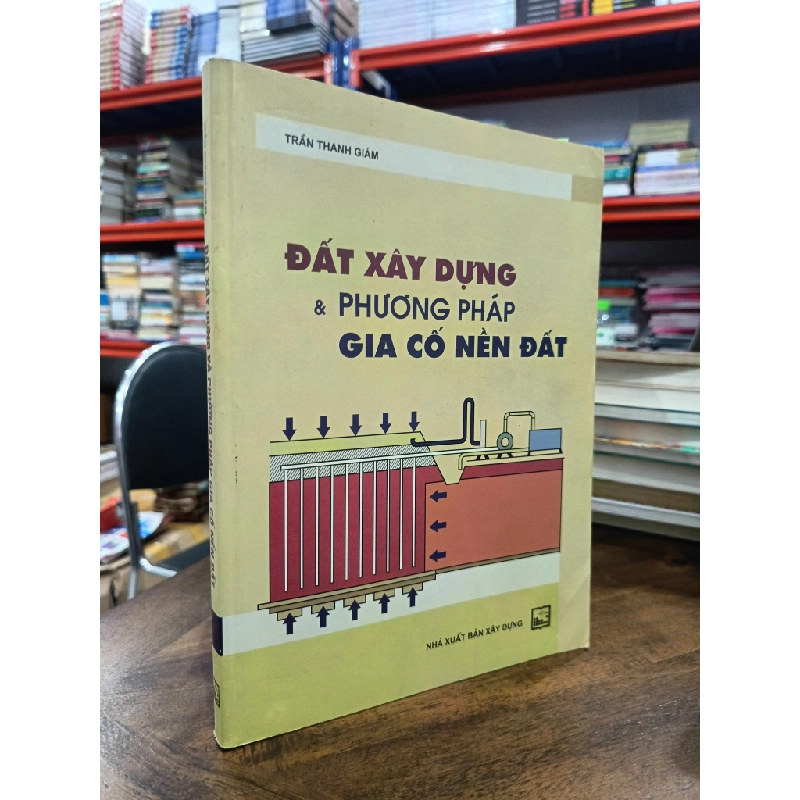 TRẦN THANH GIÁM
ĐẤT XÂY DỰNG
& PHƯƠNG PHÁP
GIA CỐ NỀN ĐẤT
NHÀ XUẤT BẢN XÂY DỰNG